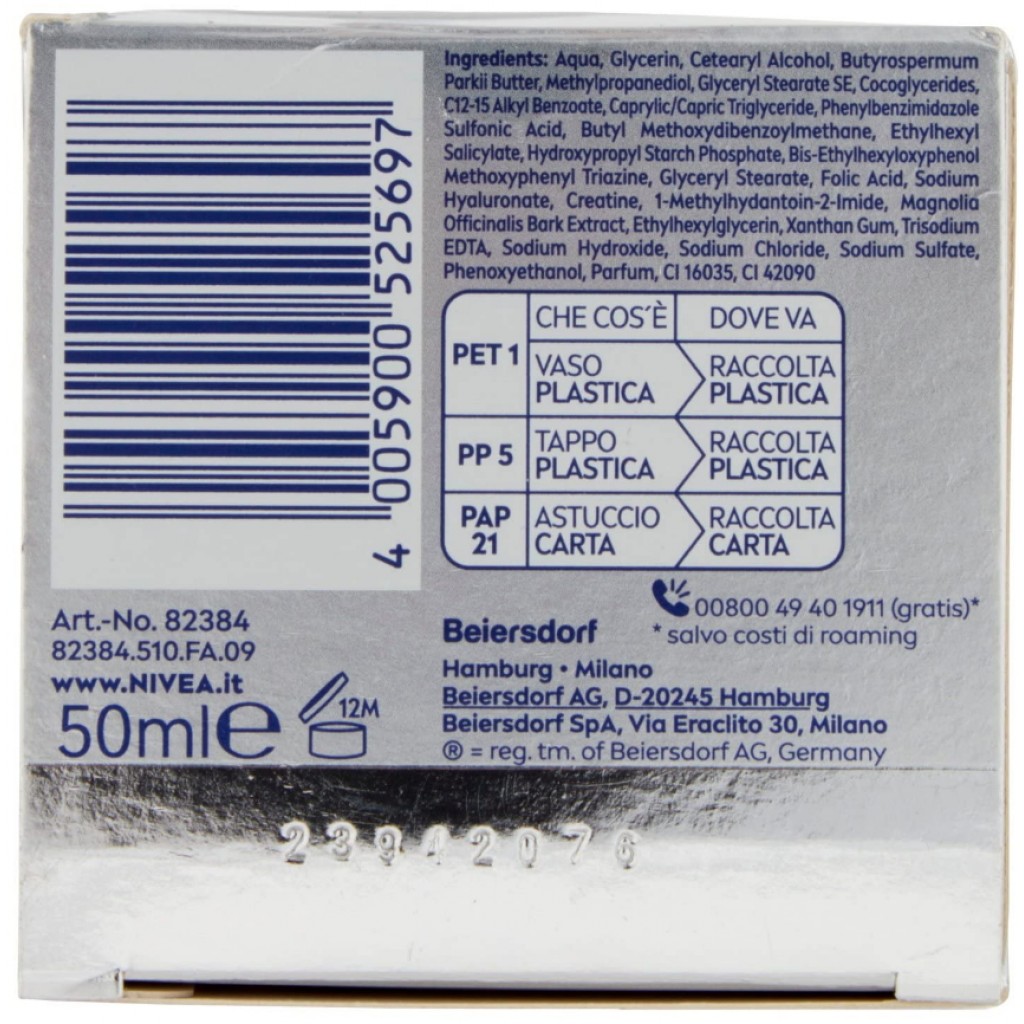 Ingredients: Aqua, Glycerin, Cetearyl Alcohol, Butyrospermum
Parkii Butter, Methylpropanediol, Glyceryl Stearate SE, Cocoglycerides,
C12-15 Alkyl Benzoate, Caprylic/Capric Triglyceride, Phenylbenzimidazole
Sulfonic Acid, Butyl Methoxydibenzoylmethane, Ethylhexyl
Salicylate, Hydroxypropyl Starch Phosphate, Bis-Ethylhexyloxyphenol
Methoxyphenyl Triazine, Glyceryl Stearate, Folic Acid, Sodium
Hyaluronate, Creatine, 1-Methylhydantoin-2-Imide, Magnolia
Officinalis Bark Extract, Ethylhexylglycerin, Xanthan Gum, Trisodium
EDTA, Sodium Hydroxide, Sodium Chloride, Sodium Sulfate,
Phenoxyethanol, Parfum, CI 16035, CI 42090
4 005900 525697
CHE COS´È DOVE VA
PET 1 VASO PLASTICA RACCOLTA PLASTICA
PP 5 TAPPO PLASTICA RACCOLTA PLASTICA
PAP 21 ASTUCCIO CARTA RACCOLTA CARTA
00800 49 40 1911 (gratis)*
* salvo costi di roaming
Art.-No. 82384
82384.510.FA.09
www.NIVEA.it
50ml e
12M
Beiersdorf
Hamburg • Milano
Beiersdorf AG, D-20245 Hamburg
Beiersdorf SpA, Via Eraclito 30, Milano
® = reg. tm. of Beiersdorf AG, Germany
23942076